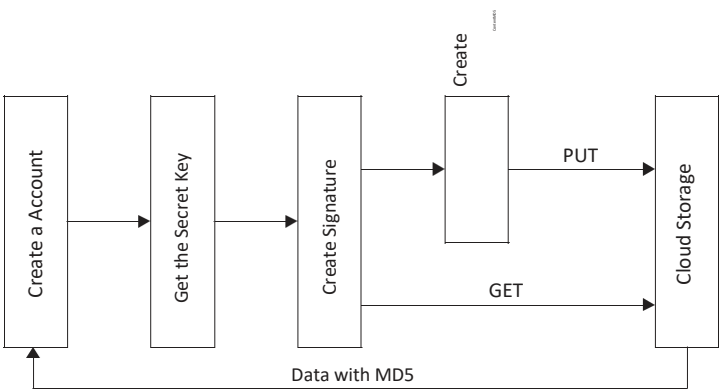 Create a Account
Get the Secret Key
Create Signature
Create
PUT
GET
Cloud Storage
Data with MD5